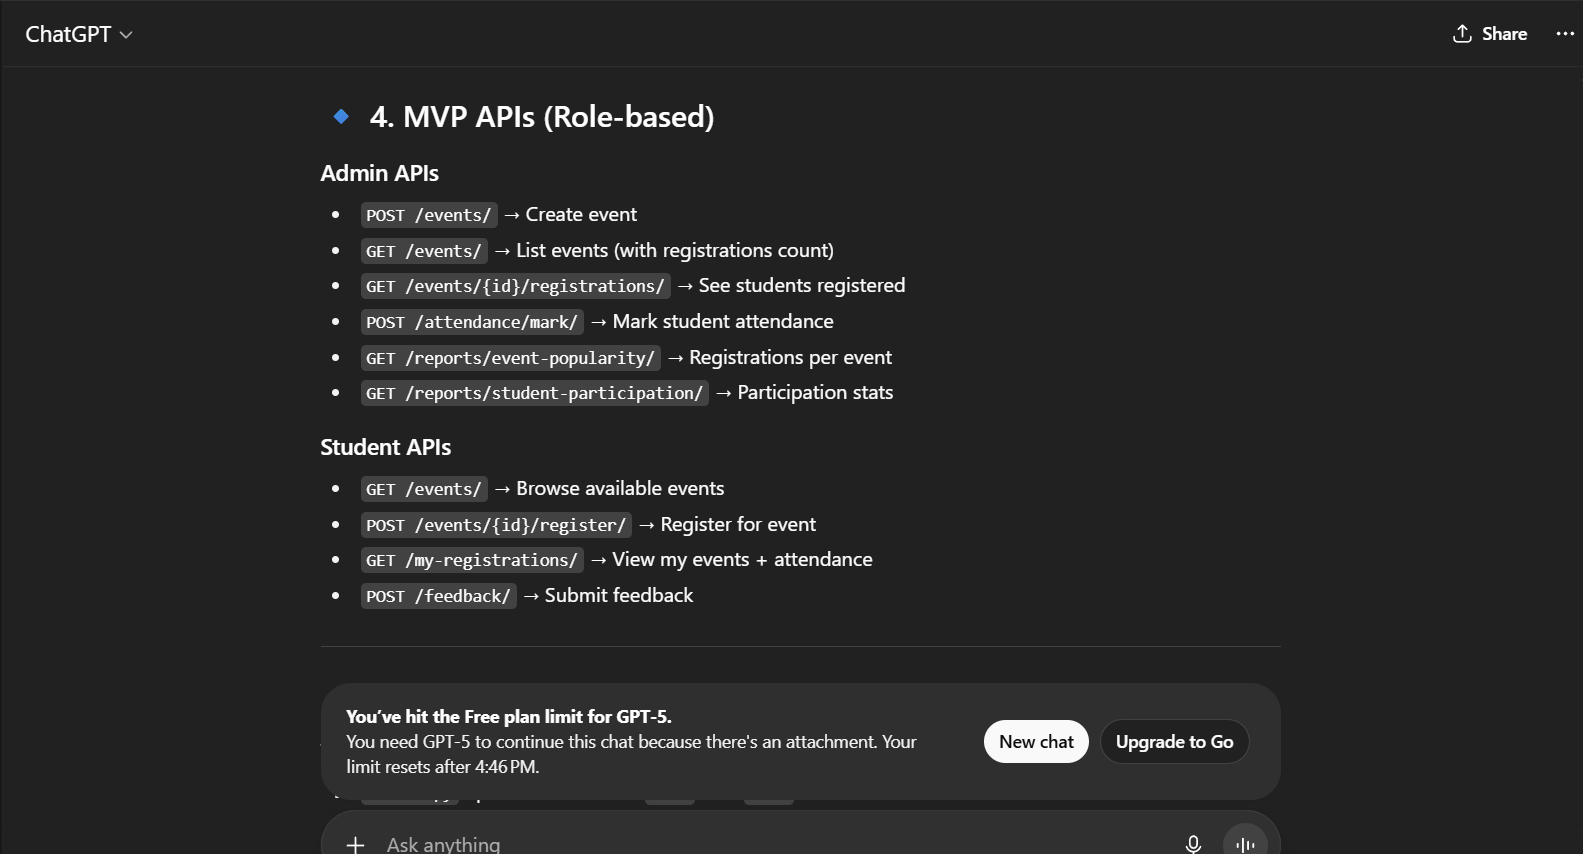 ChatGPT
Share
4. MVP APIs (Role-based)
Admin APIs
POST /events/ → Create event
GET /events/ → List events (with registrations count)
GET /events/{id}/registrations/ → See students registered
POST /attendance/mark/ → Mark student attendance
GET /reports/event-popularity/ → Registrations per event
GET /reports/student-participation/ → Participation stats
Student APIs
GET /events/ → Browse available events
POST /events/{id}/register/ → Register for event
GET /my-registrations/ → View my events + attendance
POST /feedback/ → Submit feedback
You've hit the Free plan limit for GPT-5.
You need GPT-5 to continue this chat because there's an attachment. Your
limit resets after 4:46 PM.
New chat
Upgrade to Go
Ask anything